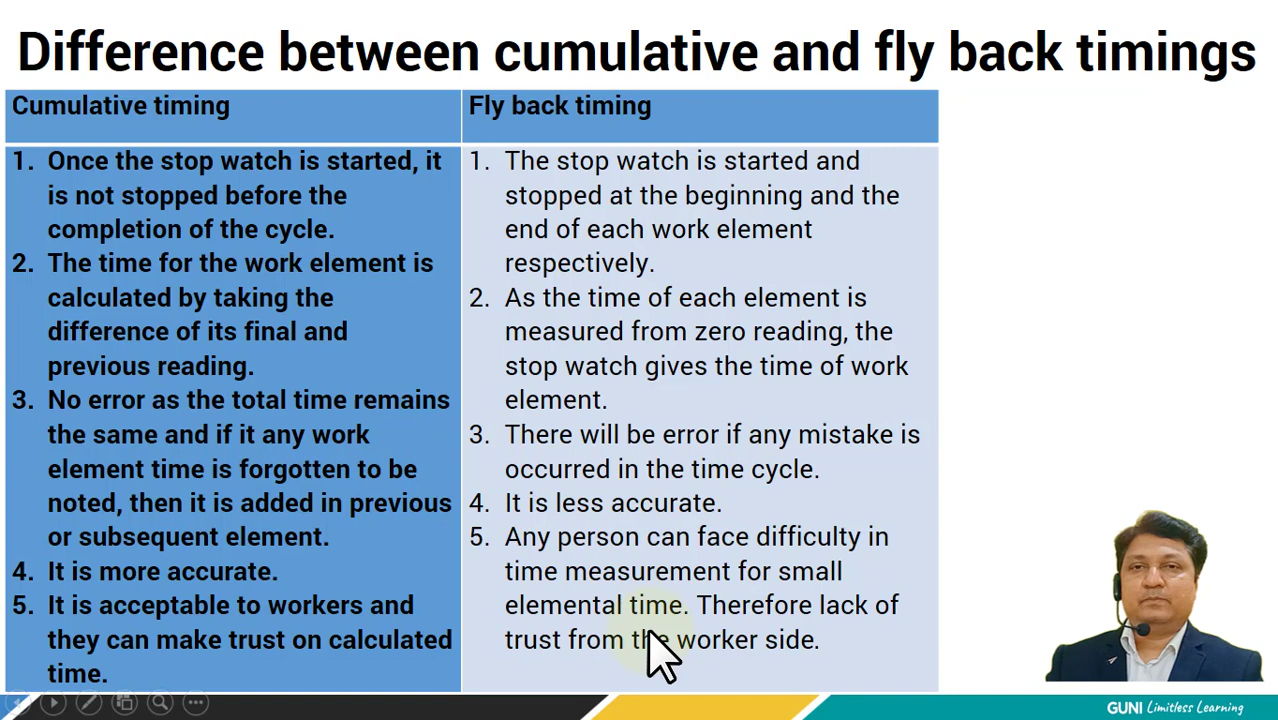 Difference between cumulative and fly back timings
Cumulative timing
1. Once the stop watch is started, it
is not stopped before the
completion of the cycle.
2. The time for the work element is
calculated by taking the
difference of its final and
previous reading.
3. No error as the total time remains
the same and if it any work
element time is forgotten to be
noted, then it is added in previous
or subsequent element.
4. It is more accurate.
5. It is acceptable to workers and
they can make trust on calculated
time.
Fly back timing
1. The stop watch is started and
stopped at the beginning and the
end of each work element
respectively.
2. As the time of each element is
measured from zero reading, the
stop watch gives the time of work
element.
3. There will be error if any mistake is
occurred in the time cycle.
4. It is less accurate.
5. Any person can face difficulty in
time measurement for small
elemental time. Therefore lack of
trust from the worker side.
GUNI Limitless Learning